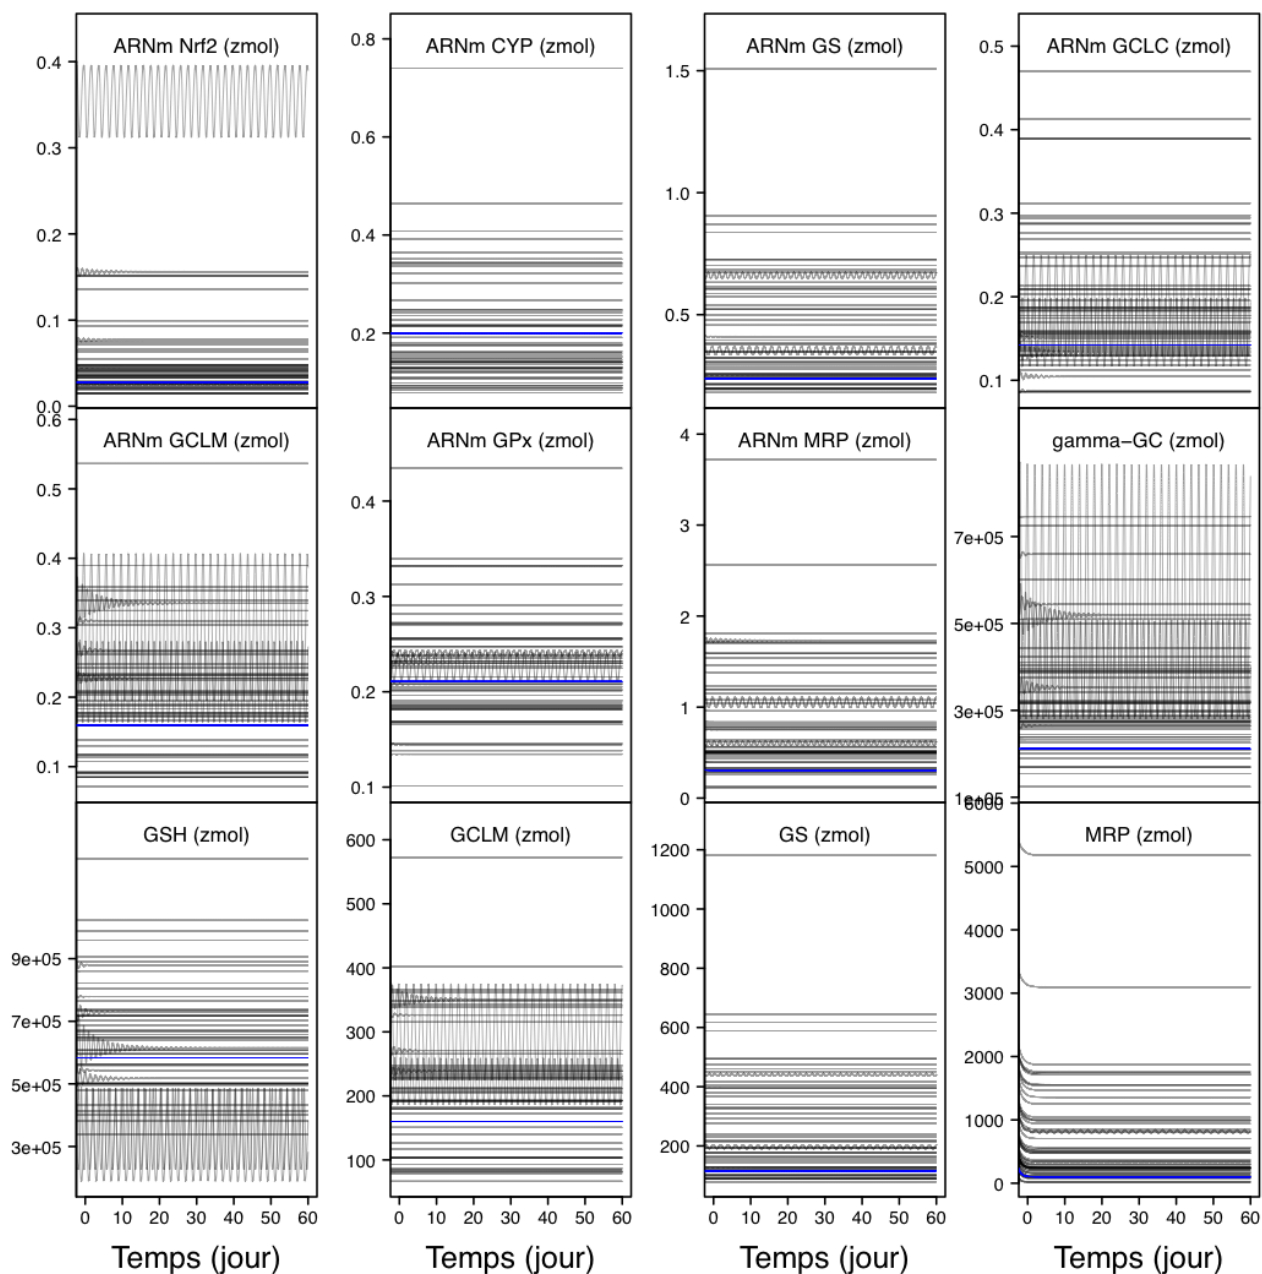 ARNm Nrf2 (zmol)
0.4
0.3
0.2
0.1
0.0
ARNm CYP (zmol)
0.8
0.6
0.4
0.2
ARNm GS (zmol)
1.5
1.0
0.5
ARNm GCLC (zmol)
0.5
0.4
0.3
0.2
0.1
ARNm GCLM (zmol)
0.6
0.5
0.4
0.3
0.2
0.1
ARNm GPx (zmol)
0.4
0.3
0.2
0.1
ARNm MRP (zmol)
4
3
2
1
0
gamma−GC (zmol)
7e+05
5e+05
3e+05
1e+05
GSH (zmol)
9e+05
7e+05
5e+05
3e+05
0 10 20 30 40 50 60
Temps (jour)
GCLM (zmol)
600
500
400
300
200
100
0 10 20 30 40 50 60
Temps (jour)
GS (zmol)
1200
1000
800
600
400
200
0 10 20 30 40 50 60
Temps (jour)
MRP (zmol)
6000
5000
4000
3000
2000
1000
0
0 10 20 30 40 50 60
Temps (jour)